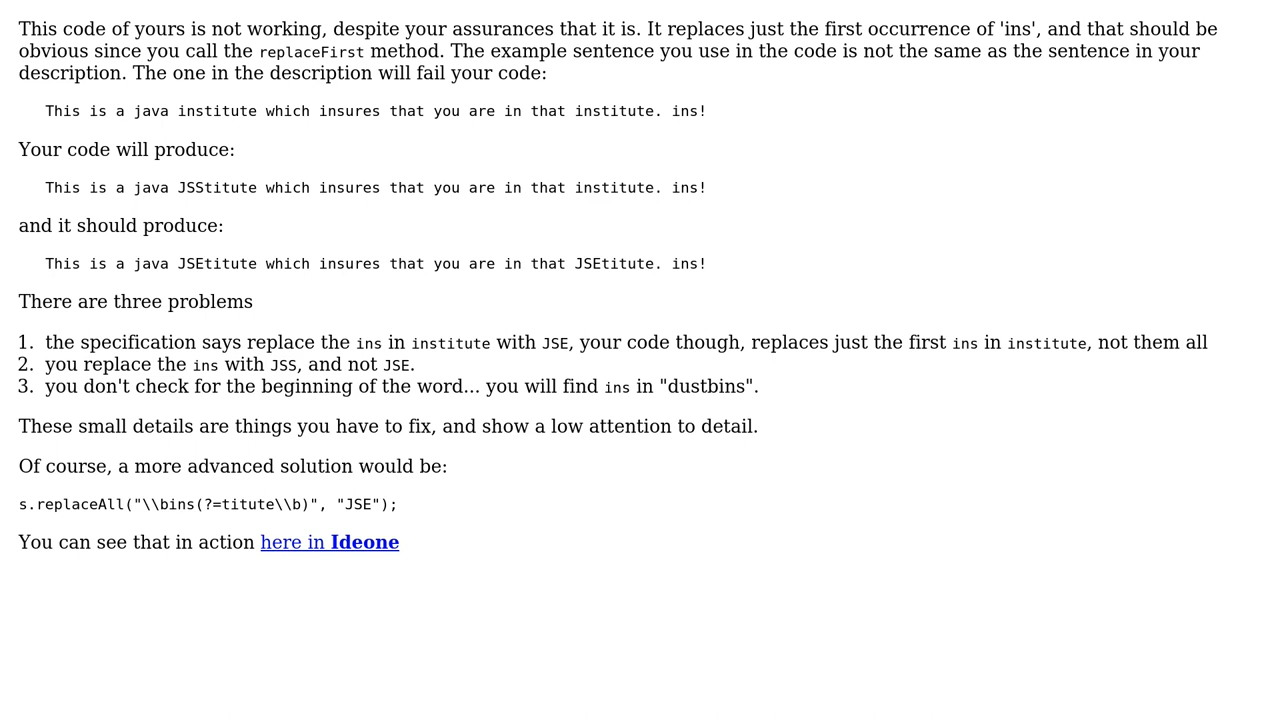 This code of yours is not working, despite your assurances that it is. It replaces just the first occurrence of 'ins', and that should be
obvious since you call the replaceFirst method. The example sentence you use in the code is not the same as the sentence in your
description. The one in the description will fail your code:
This is a java institute which insures that you are in that institute. ins!
Your code will produce:
This is a java JSStitute which insures that you are in that institute. ins!
and it should produce:
This is a java JSEtitute which insures that you are in that JSEtitute. ins!
There are three problems
1. the specification says replace the ins in institute with JSE, your code though, replaces just the first ins in institute, not them all
2. you replace the ins with JSS, and not JSE.
3. you don't check for the beginning of the word... you will find ins in "dustbins".
These small details are things you have to fix, and show a low attention to detail.
Of course, a more advanced solution would be:
s.replaceAll("\\bins(?=titute\\b)", "JSE");
You can see that in action here in Ideone